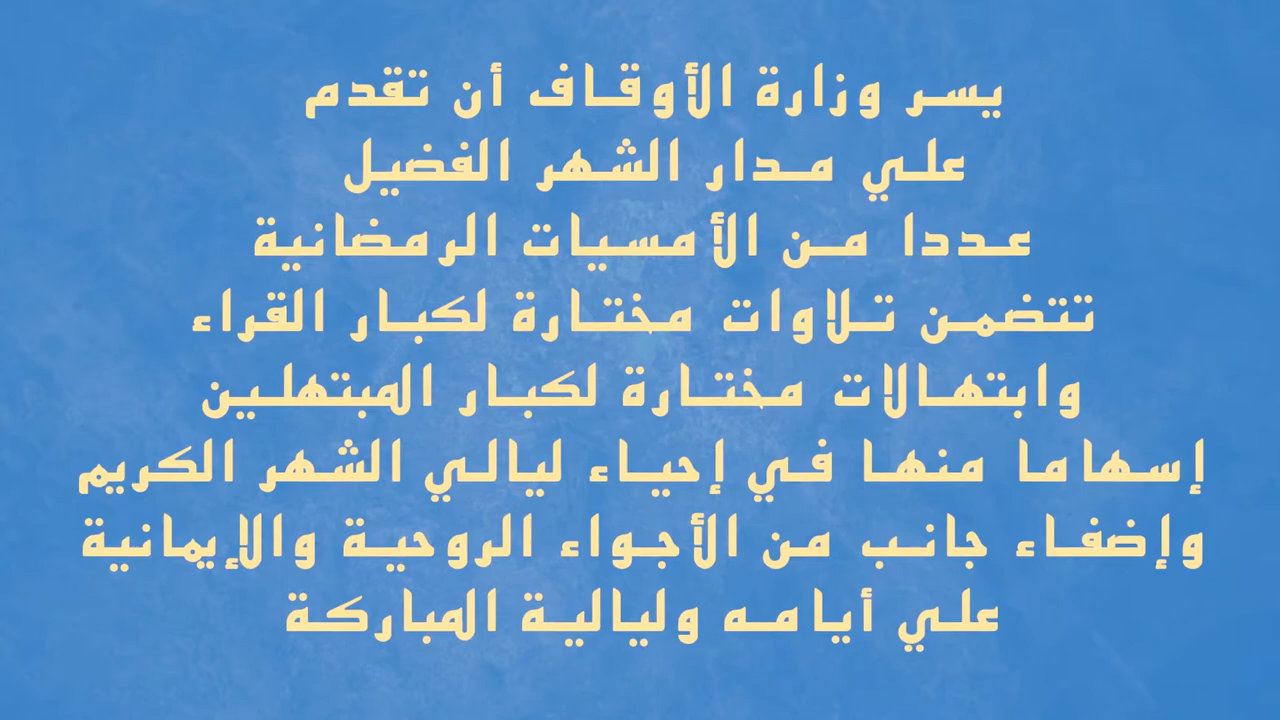 يسر وزارة الأوقاف أن تقدم
علي مدار الشهر الفضيل
عددا من الأمسيات الرمضانية
تتضمن تلاوات مختارة لكبار القراء
وابتهالات مختارة لكبار المبتهلين
إسهاما منها في إحياء ليالي الشهر الكريم
وإضفاء جانب من الأجواء الروحية والإيمانية
علي أيامه وليالية المباركة